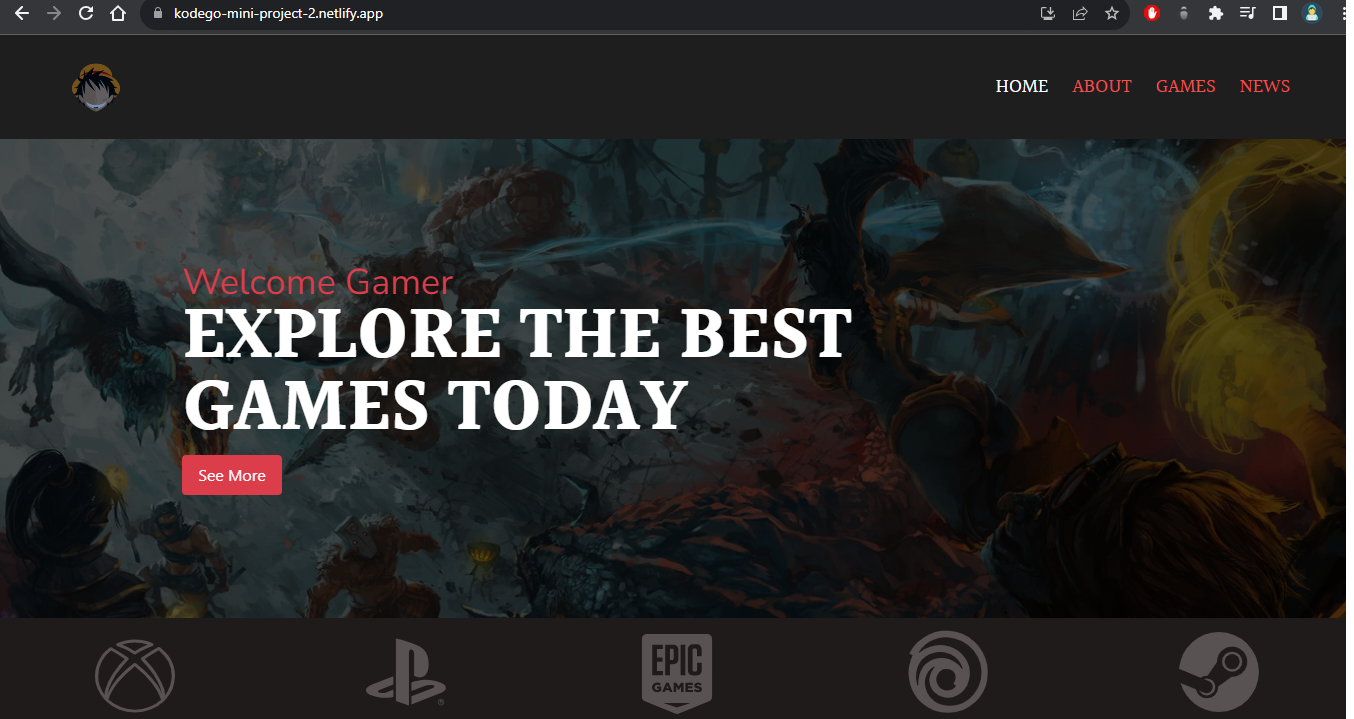 kodego-mini-project-2.netlify.app
HOME ABOUT GAMES NEWS
Welcome Gamer
EXPLORE THE BEST
GAMES TODAY
See More
EPIC
GAMES
®